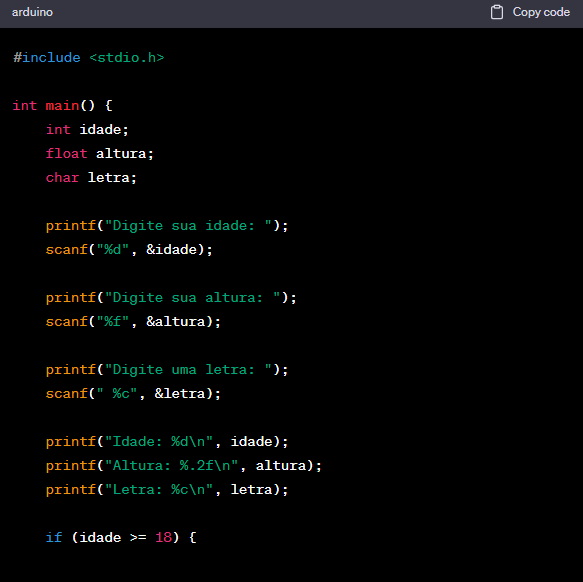 arduino
Copy code
#include <stdio.h>
int main() {
    int idade;
    float altura;
    char letra;
    printf("Digite sua idade: ");
    scanf("%d", &idade);
    printf("Digite sua altura: ");
    scanf("%f", &altura);
    printf("Digite uma letra: ");
    scanf(" %c", &letra);
    printf("Idade: %d\n", idade);
    printf("Altura: %.2f\n", altura);
    printf("Letra: %c\n", letra);
    if (idade >= 18) {